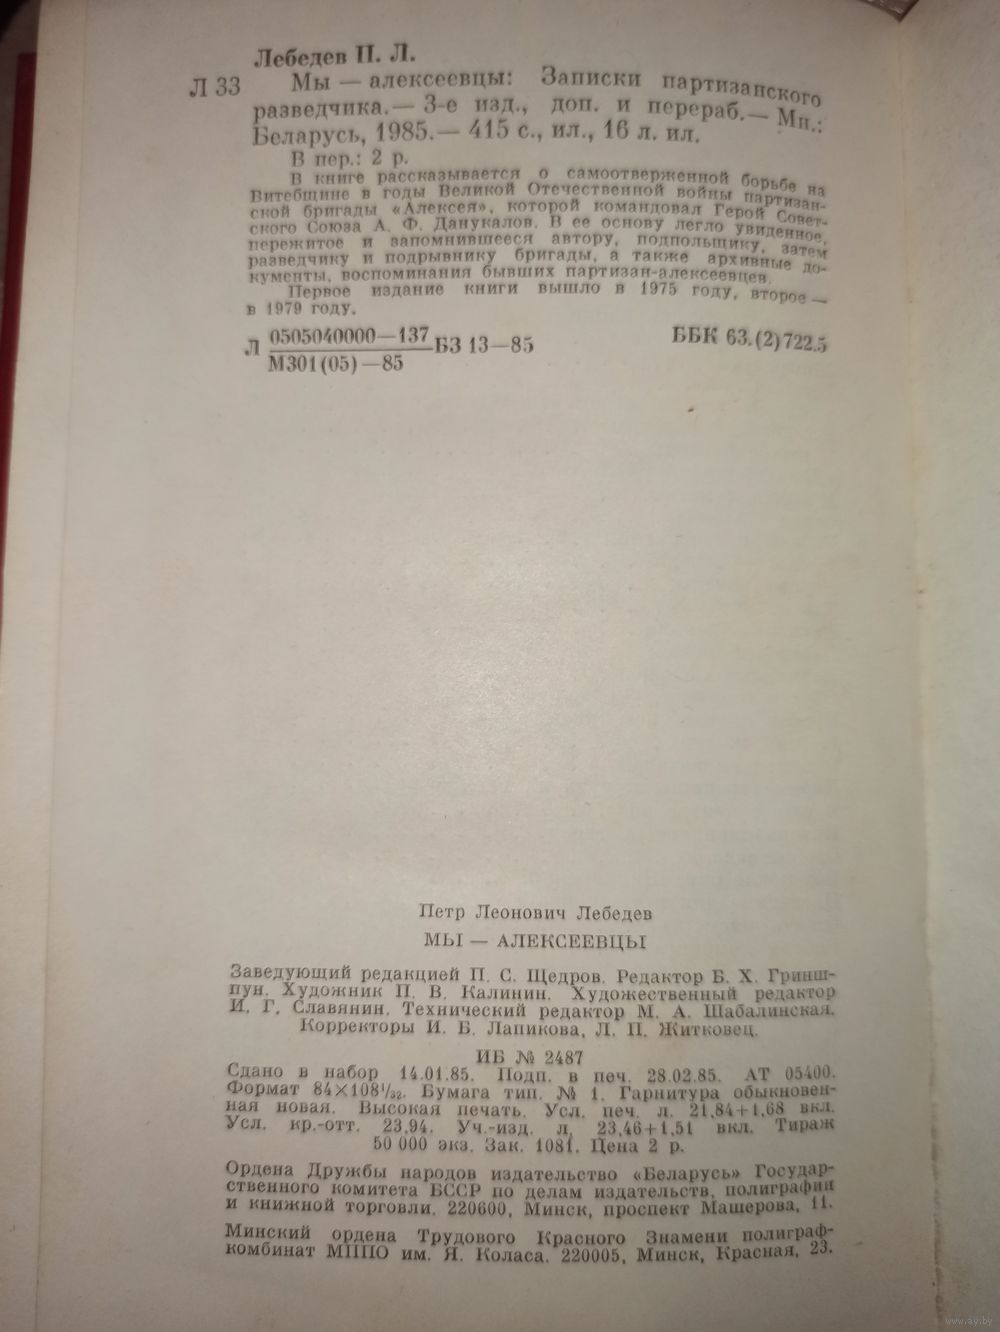 Лебедев П. Л.
Л 33 Мы — алексеевцы: Записки партизанского
разведчика.— 3-е изд., доп. и перераб.— Мн.:
Беларусь, 1985.— 415 с., ил., 16 л. ил.
В пер.: 2 р.
В книге рассказывается о самоотверженной борьбе на
Витебщине в годы Великой Отечественной войны партизан-
ской бригады «Алексея», которой командовал Герой Совет-
ского Союза А. Ф. Данукалов. В ее основу легло увиденное,
пережитое и запомнившееся автору, подпольщику, затем
разведчику и подрывнику бригады, а также архивные до-
кументы, воспоминания бывших партизан-алексеевцев.
Первое издание книги вышло в 1975 году, второе —
в 1979 году.
Л 0505040000—137 БЗ 13—85 ББК 63.(2)722.5
М301(05)—85
Петр Леонович Лебедев
МЫ — АЛЕКСЕЕВЦЫ
Заведующий редакцией П. С. Щедров. Редактор Б. Х. Гринш-
пун. Художник П. В. Калинин. Художественный редактор
И. Г. Славянин. Технический редактор М. А. Шабалинская.
Корректоры И. Б. Лапикова, Л. П. Житковец.
ИБ № 2487
Сдано в набор 14.01.85. Подп. в печ. 28.02.85. АТ 05400.
Формат 84×108¹/₃₂. Бумага тип. № 1. Гарнитура обыкновен-
ная новая. Высокая печать. Усл. печ. л. 21,84+1,68 вкл.
Усл. кр.-отт. 23,94. Уч.-изд. л. 23,46+1,51 вкл. Тираж
50 000 экз. Зак. 1081. Цена 2 р.
Ордена Дружбы народов издательство «Беларусь» Государ-
ственного комитета БССР по делам издательств, полиграфии
и книжной торговли. 220600, Минск, проспект Машерова, 11.
Минский ордена Трудового Красного Знамени полиграф-
комбинат МППО им. Я. Коласа. 220005, Минск, Красная, 23.
www.ay.by